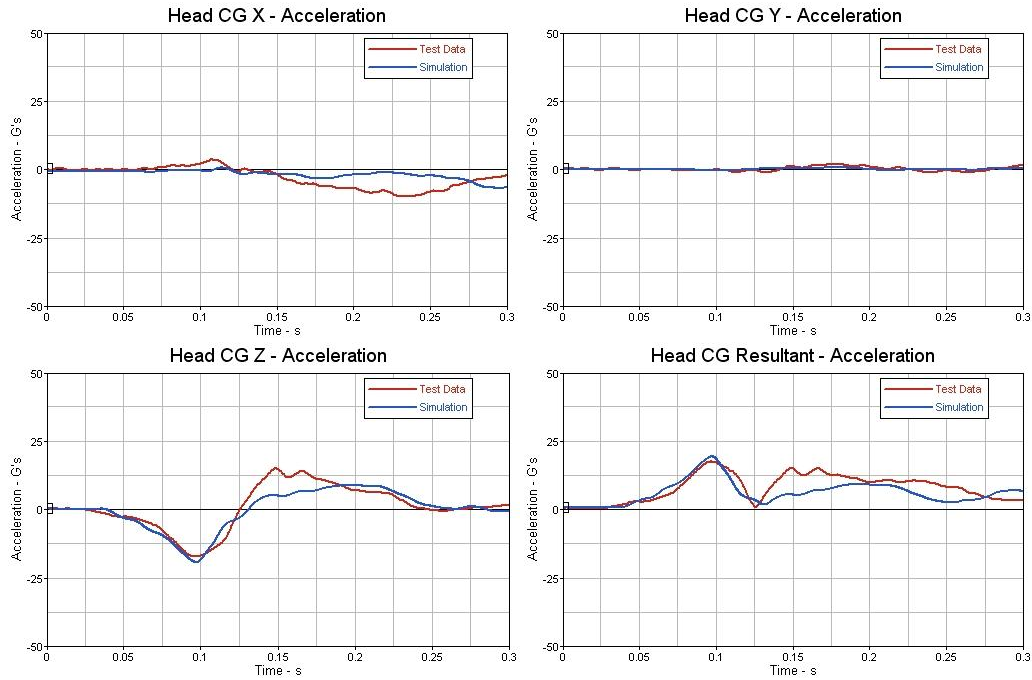 Head CG X - Acceleration
50
25
0
-25
-50
Acceleration - G's
Test Data
Simulation
0 0.05 0.1 0.15 0.2 0.25 0.3
Time - s
Head CG Y - Acceleration
50
25
0
-25
-50
Acceleration - G's
Test Data
Simulation
0 0.05 0.1 0.15 0.2 0.25 0.3
Time - s
Head CG Z - Acceleration
50
25
0
-25
-50
Acceleration - G's
Test Data
Simulation
0 0.05 0.1 0.15 0.2 0.25 0.3
Time - s
Head CG Resultant - Acceleration
50
25
0
-25
-50
Acceleration - G's
Test Data
Simulation
0 0.05 0.1 0.15 0.2 0.25 0.3
Time - s